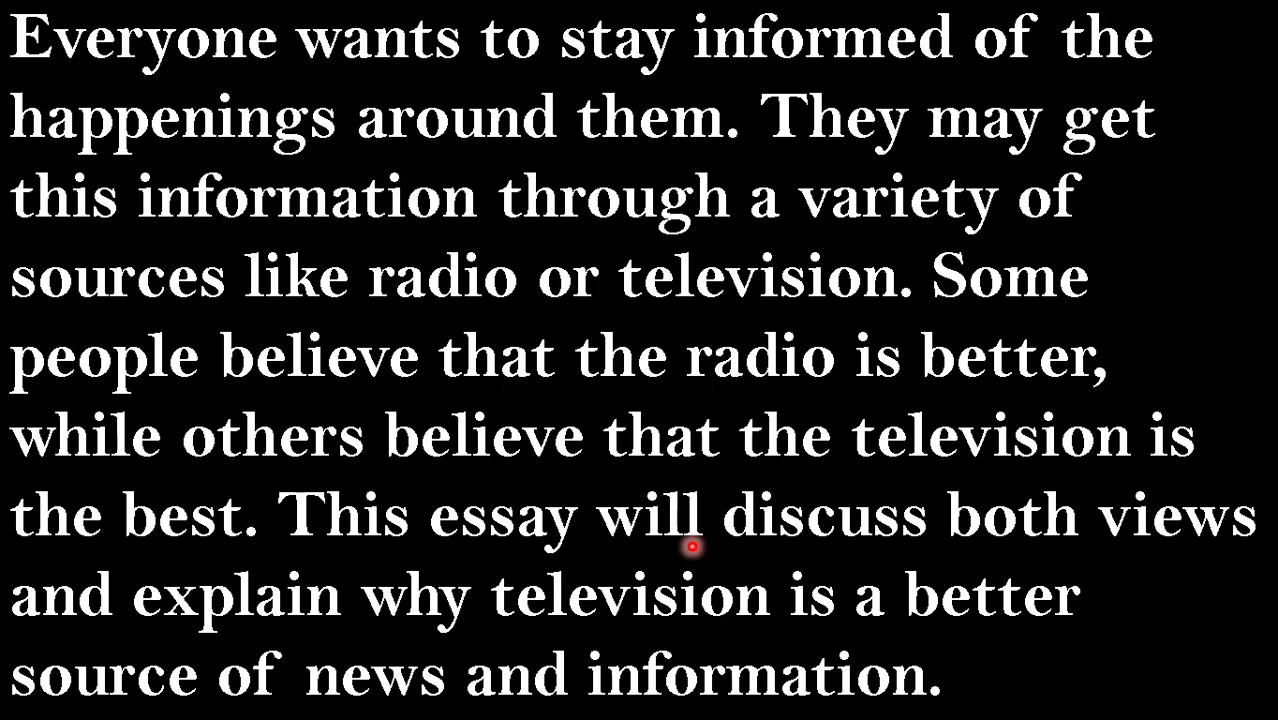 Everyone wants to stay informed of the
happenings around them. They may get
this information through a variety of
sources like radio or television. Some
people believe that the radio is better,
while others believe that the television is
the best. This essay will discuss both views
and explain why television is a better
source of news and information.